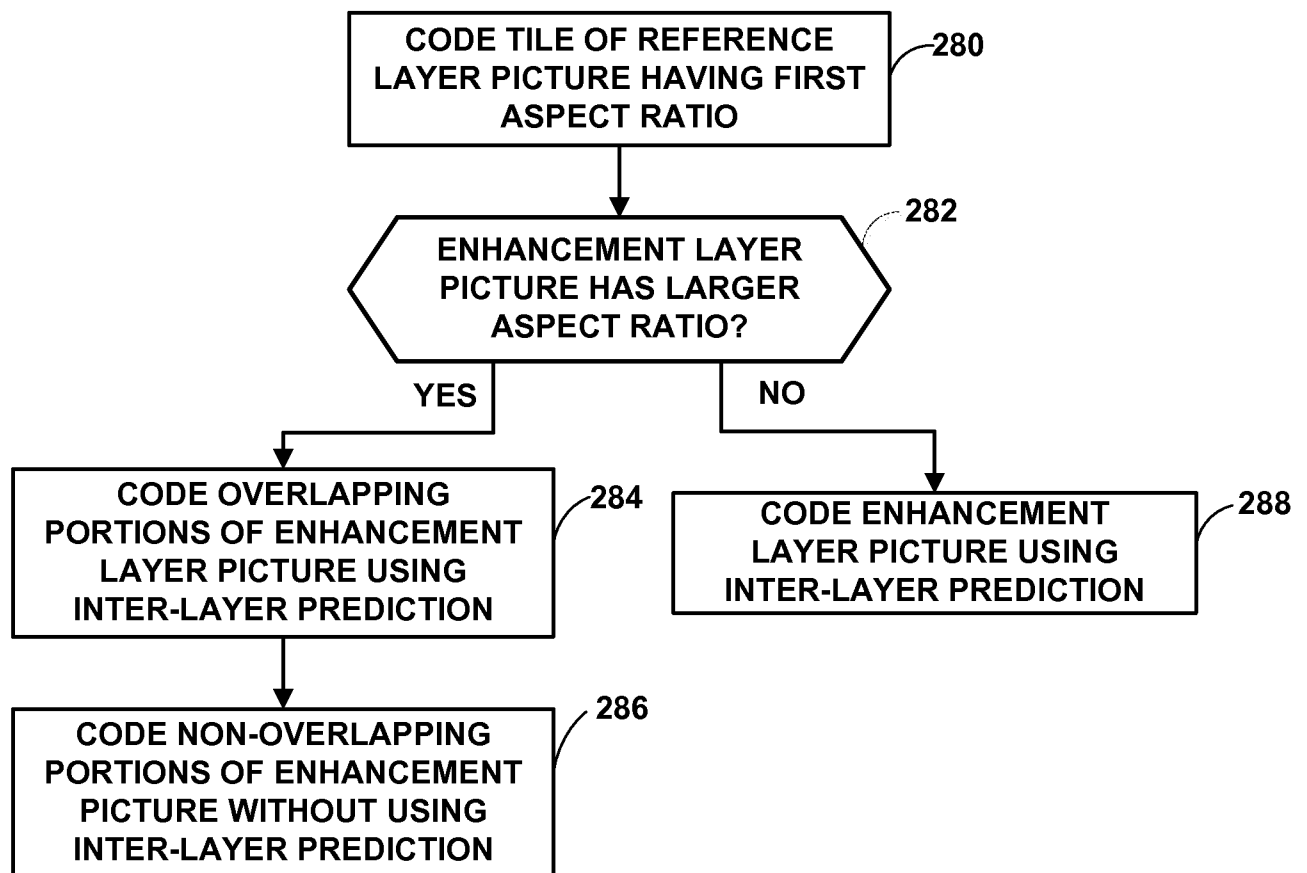 CODE TILE OF REFERENCE
LAYER PICTURE HAVING FIRST
ASPECT RATIO
280
282
ENHANCEMENT LAYER
PICTURE HAS LARGER
ASPECT RATIO?
YES
NO
CODE OVERLAPPING
PORTIONS OF ENHANCEMENT
LAYER PICTURE USING
INTER-LAYER PREDICTION
284
CODE ENHANCEMENT
LAYER PICTURE USING
INTER-LAYER PREDICTION
288
CODE NON-OVERLAPPING
PORTIONS OF ENHANCEMENT
PICTURE WITHOUT USING
INTER-LAYER PREDICTION
286